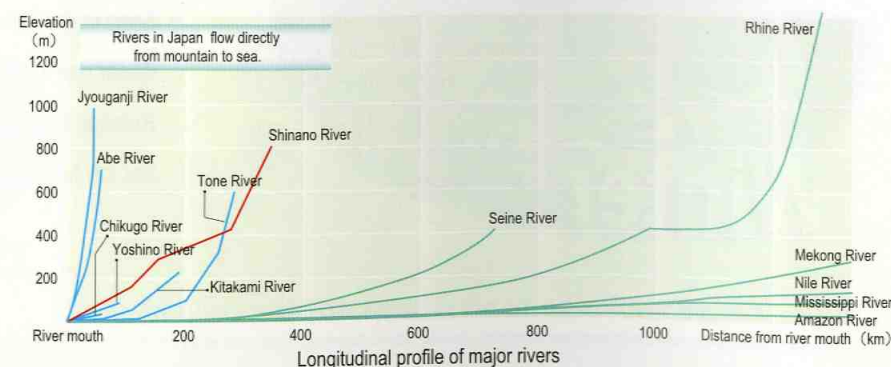 Elevation
(m)
Rivers in Japan flow directly
from mountain to sea.
1200
1000
800
600
400
200
River mouth
200
400
600
800
1000
Distance from river mouth (km)
Jyouganji River
Abe River
Chikugo River
Yoshino River
Tone River
Kitakami River
Shinano River
Seine River
Rhine River
Mekong River
Nile River
Mississippi River
Amazon River
Longitudinal profile of major rivers